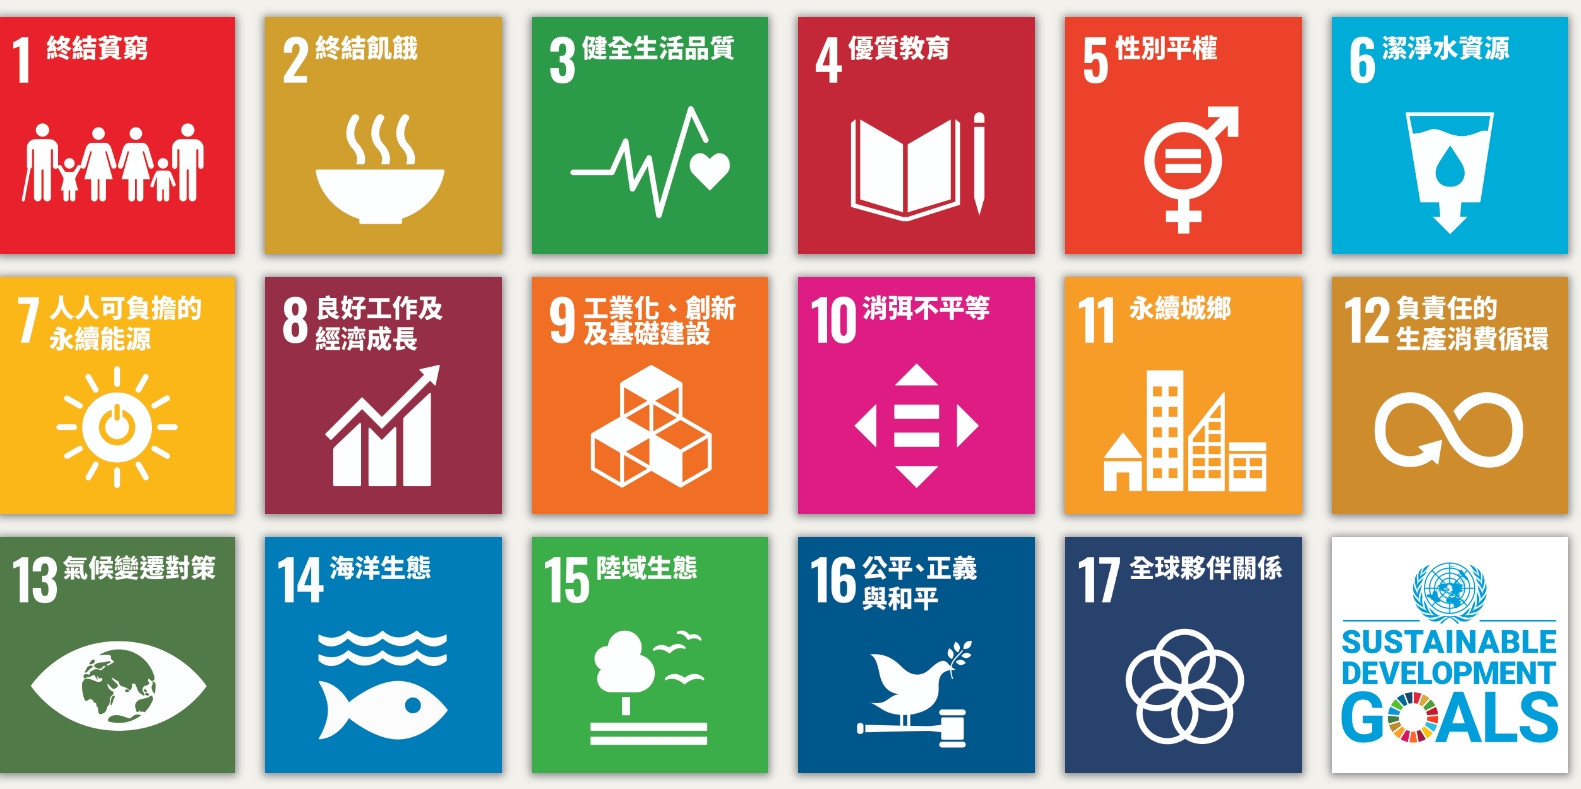 1 終結貧窮
2 終結飢餓
3 健全生活品質
4 優質教育
5 性別平權
6 潔淨水資源
7 人人可負擔的
永續能源
8 良好工作及
經濟成長
9 工業化、創新
及基礎建設
10 消弭不平等
11 永續城鄉
12 負責任的
生產消費循環
13 氣候變遷對策
14 海洋生態
15 陸域生態
16 公平、正義
與和平
17 全球夥伴關係
SUSTAINABLE
DEVELOPMENT
GOALS